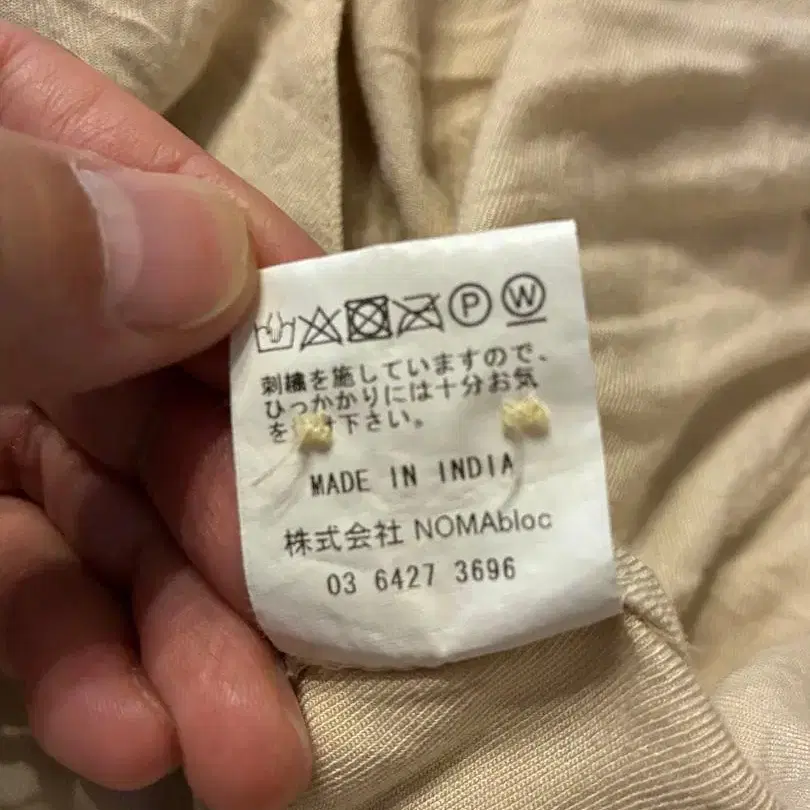 P W
刺繍を施していますので、
ひっかかりには十分お気
を け下さい。
MADE IN INDIA
株式会社 NOMAbloc
03 6427 3696